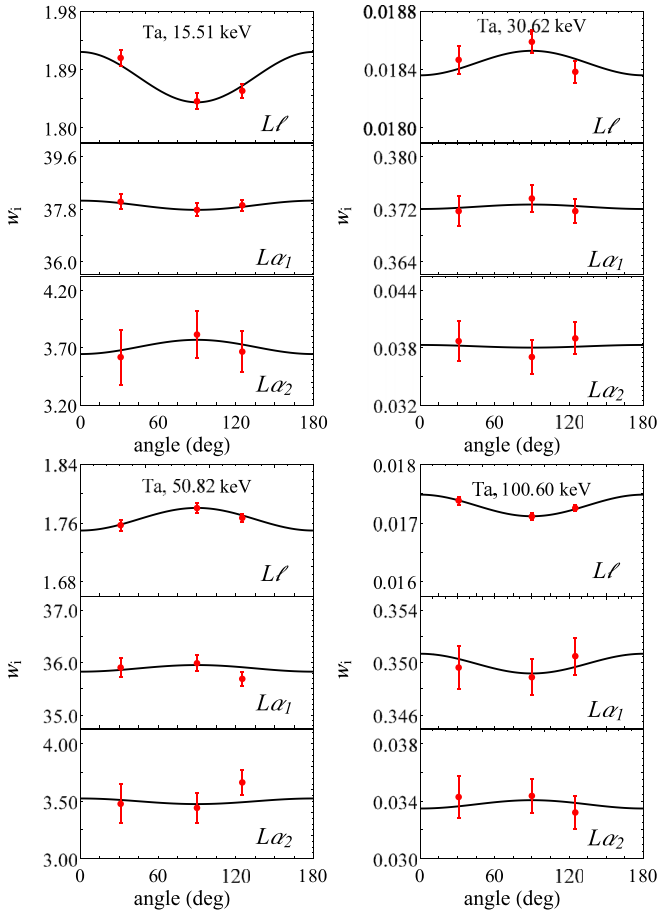 Ta, 15.51 keV
1.98
1.89
1.80
Lℓ
39.6
37.8
36.0
Lα1
4.20
3.70
3.20
Lα2
wi
0 60 120 180
angle (deg)
Ta, 30.62 keV
0.0188
0.0184
0.0180
Lℓ
0.380
0.372
0.364
Lα1
0.044
0.038
0.032
Lα2
wi
0 60 120 180
angle (deg)
Ta, 50.82 keV
1.84
1.76
1.68
Lℓ
37.0
36.0
35.0
Lα1
4.00
3.50
3.00
Lα2
wi
0 60 120 180
angle (deg)
Ta, 100.60 keV
0.018
0.017
0.016
Lℓ
0.354
0.350
0.346
Lα1
0.038
0.034
0.030
Lα2
wi
0 60 120 180
angle (deg)